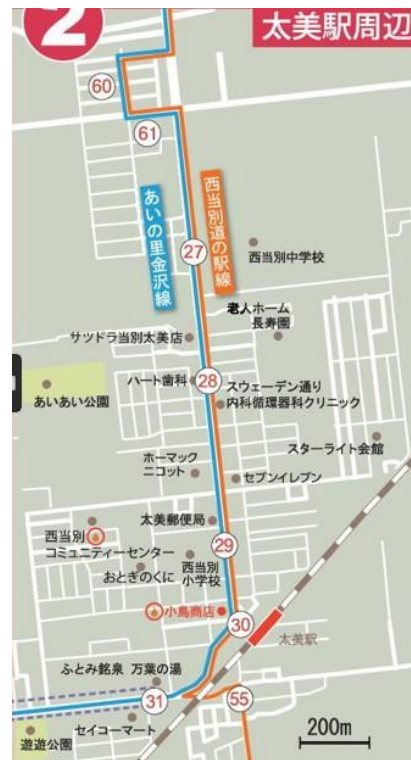 2
太美駅周辺
60
61
あいの里金沢線
西当別道の駅線
27
西当別中学校
老人ホーム
長寿園
サツドラ当別太美店
ハート歯科
28
スウェーデン通り
内科循環器科クリニック
あいあい公園
スターライト会館
ホーマック
ニコット
セブンイレブン
太美郵便局
29
西当別
コミュニティーセンター
おとぎのくに
西当別
小学校
小鳥商店
30
太美駅
ふとみ銘泉 万葉の湯
31
55
セイコーマート
遊遊公園
200m